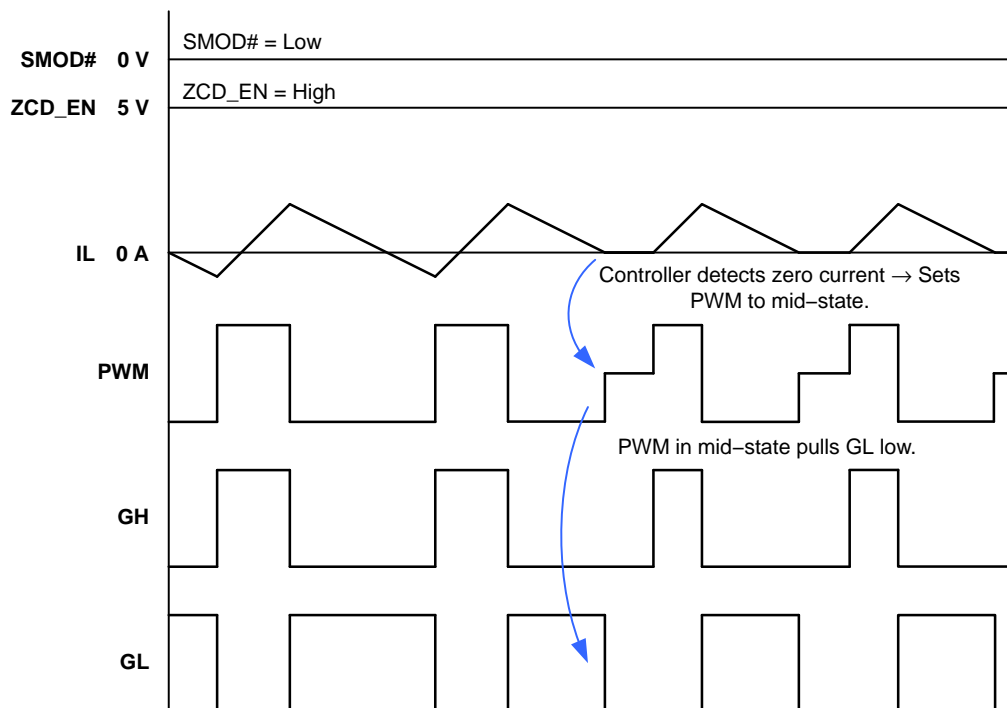 SMOD# = Low
SMOD# 0 V
ZCD_EN = High
ZCD_EN 5 V
IL 0 A
Controller detects zero current → Sets
PWM to mid−state.
PWM
PWM in mid−state pulls GL low.
GH
GL